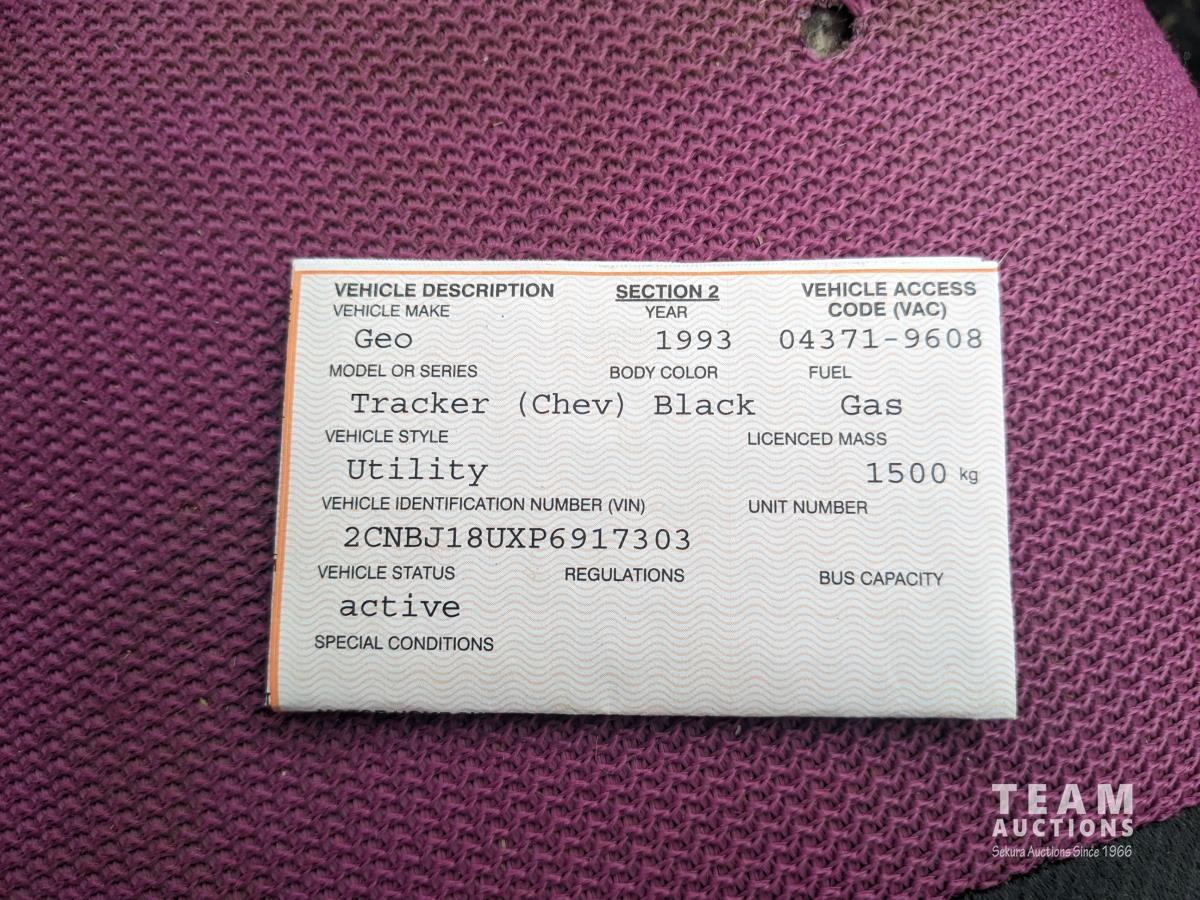 VEHICLE DESCRIPTION SECTION 2 VEHICLE ACCESS
VEHICLE MAKE YEAR CODE (VAC)
Geo 1993 04371-9608
MODEL OR SERIES BODY COLOR FUEL
Tracker (Chev) Black Gas
VEHICLE STYLE LICENCED MASS
Utility 1500 kg
VEHICLE IDENTIFICATION NUMBER (VIN) UNIT NUMBER
2CNBJ18UXP6917303
VEHICLE STATUS REGULATIONS BUS CAPACITY
active
SPECIAL CONDITIONS
TEAM
AUCTIONS
Sekura Auctions Since 1966